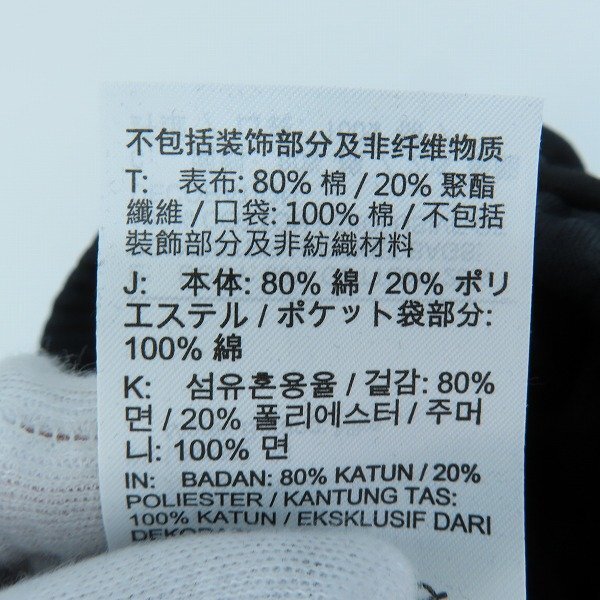 不包括装饰部分及非纤维物质
T: 表布: 80% 棉 / 20% 聚酯
纖維 / 口袋: 100% 棉 / 不包括
裝飾部分及非紡織材料
J: 本体: 80% 綿 / 20% ポリ
エステル / ポケット袋部分:
100% 綿
K: 섬유혼용율 / 겉감: 80%
면 / 20% 폴리에스터 / 주머
니: 100% 면
IN: BADAN: 80% KATUN / 20%
POLIESTER / KANTUNG TAS:
100% KATUN / EKSKLUSIF DARI